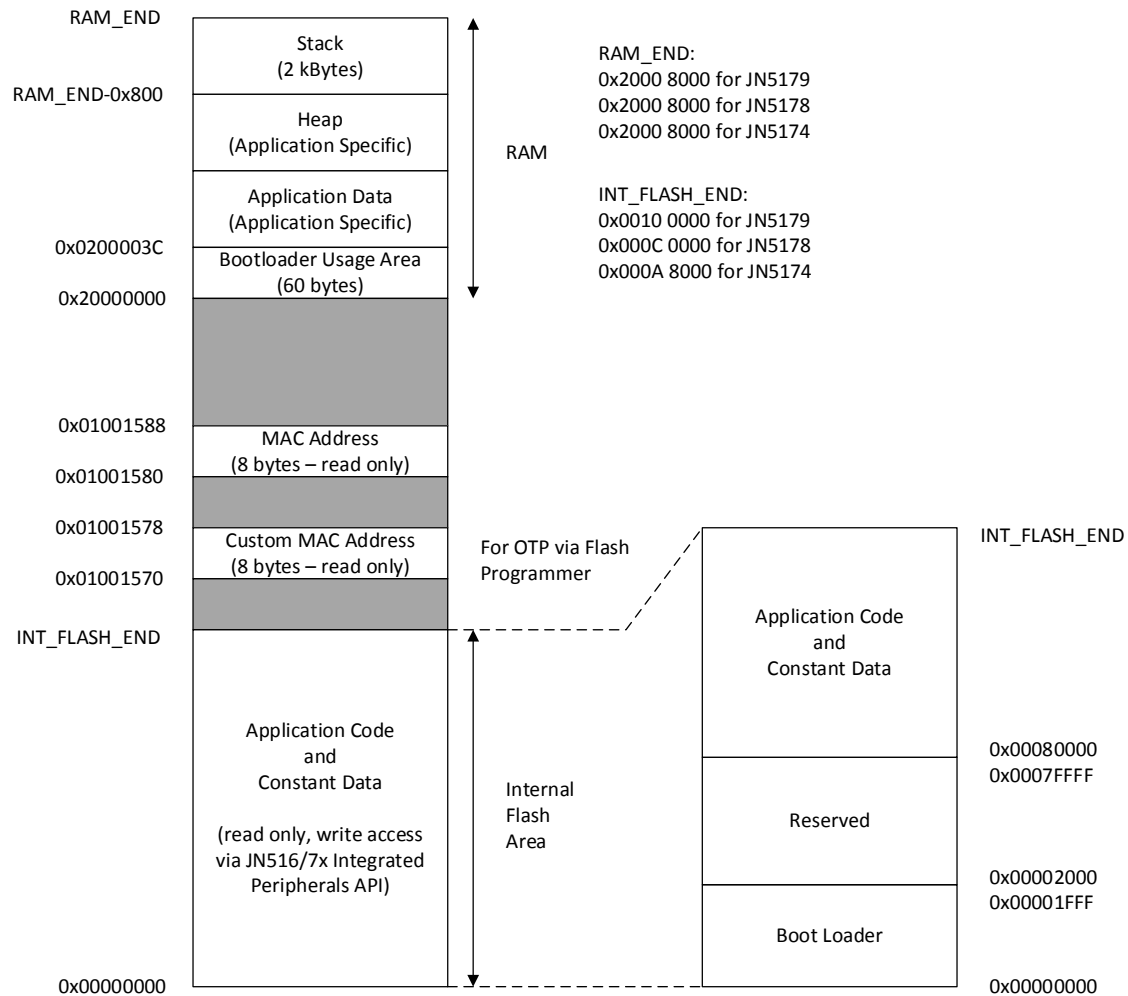 RAM_END
Stack
(2 kBytes)
RAM_END-0x800
Heap
(Application Specific)
Application Data
(Application Specific)
0x0200003C
Bootloader Usage Area
(60 bytes)
0x20000000
RAM
RAM_END:
0x2000 8000 for JN5179
0x2000 8000 for JN5178
0x2000 8000 for JN5174
INT_FLASH_END:
0x0010 0000 for JN5179
0x000C 0000 for JN5178
0x000A 8000 for JN5174
0x01001588
MAC Address
(8 bytes – read only)
0x01001580
0x01001578
Custom MAC Address
(8 bytes – read only)
0x01001570
For OTP via Flash
Programmer
INT_FLASH_END
Application Code
and
Constant Data
(read only, write access
via JN516/7x Integrated
Peripherals API)
0x00000000
Internal
Flash
Area
INT_FLASH_END
Application Code
and
Constant Data
0x00080000
0x0007FFFF
Reserved
0x00002000
0x00001FFF
Boot Loader
0x00000000